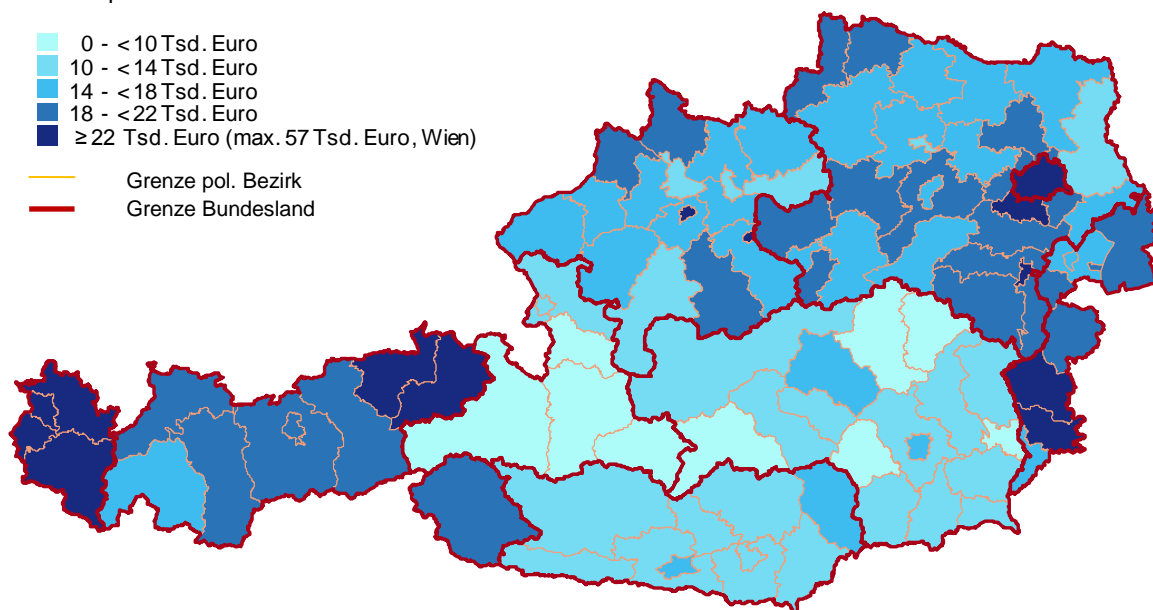 0 - < 10 Tsd. Euro
10 - < 14 Tsd. Euro
14 - < 18 Tsd. Euro
18 - < 22 Tsd. Euro
≥ 22 Tsd. Euro (max. 57 Tsd. Euro, Wien)
Grenze pol. Bezirk
Grenze Bundesland